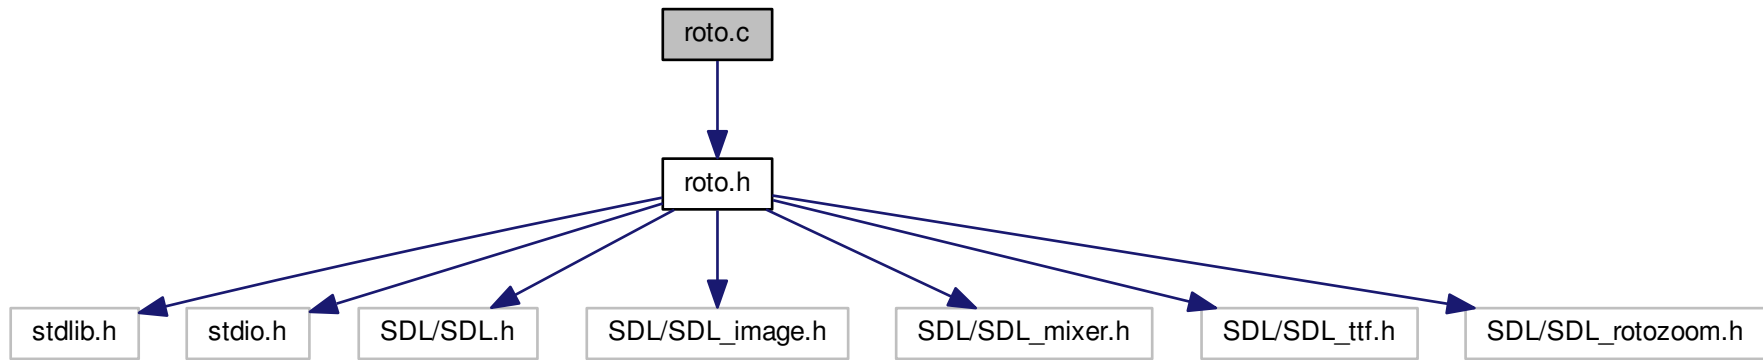 roto.c
roto.h
stdlib.h
stdio.h
SDL/SDL.h
SDL/SDL_image.h
SDL/SDL_mixer.h
SDL/SDL_ttf.h
SDL/SDL_rotozoom.h